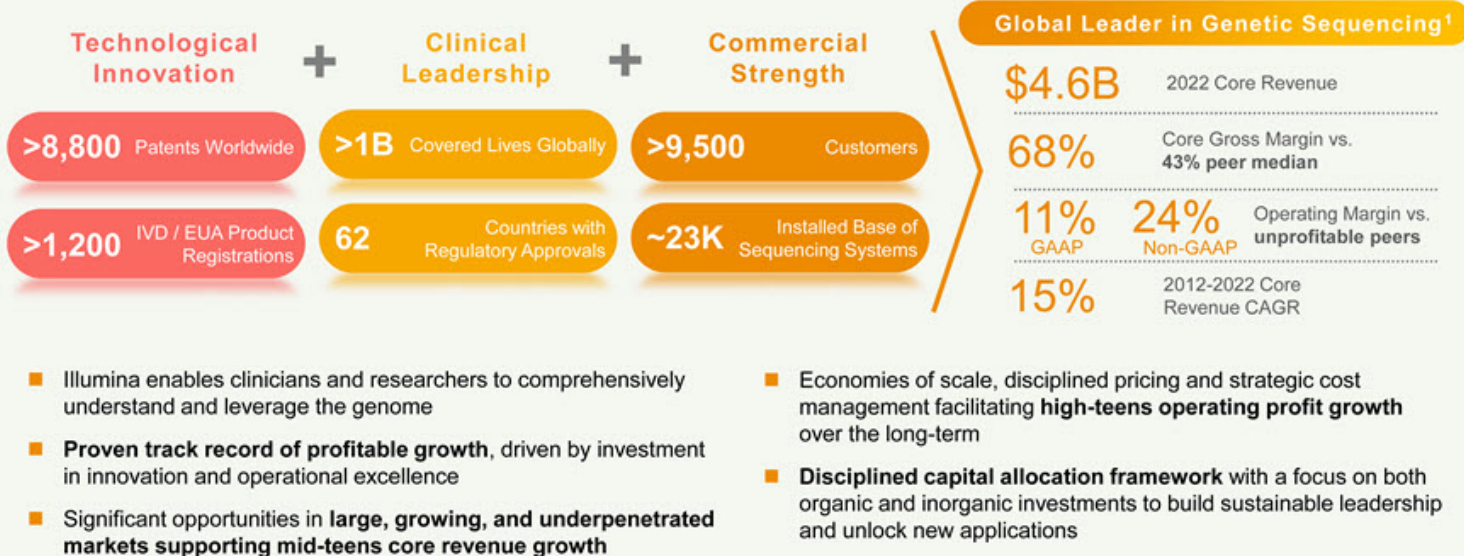 Technological
Innovation
+
Clinical
Leadership
+
Commercial
Strength
>8,800 Patents Worldwide
>1B Covered Lives Globally
>9,500 Customers
>1,200 IVD / EUA Product
Registrations
62 Countries with
Regulatory Approvals
~23K Installed Base of
Sequencing Systems
Global Leader in Genetic Sequencing¹
$4.6B 2022 Core Revenue
68% Core Gross Margin vs.
43% peer median
11% GAAP
24% Non-GAAP
Operating Margin vs.
unprofitable peers
15% 2012-2022 Core
Revenue CAGR
Illumina enables clinicians and researchers to comprehensively
understand and leverage the genome
Proven track record of profitable growth, driven by investment
in innovation and operational excellence
Significant opportunities in large, growing, and underpenetrated
markets supporting mid-teens core revenue growth
Economies of scale, disciplined pricing and strategic cost
management facilitating high-teens operating profit growth
over the long-term
Disciplined capital allocation framework with a focus on both
organic and inorganic investments to build sustainable leadership
and unlock new applications